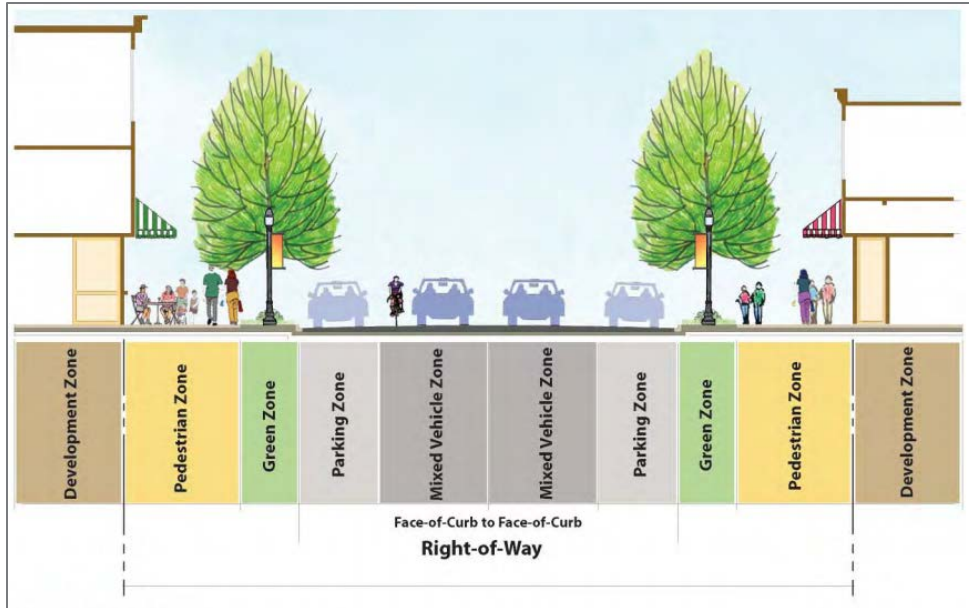 Development Zone
Pedestrian Zone
Green Zone
Parking Zone
Mixed Vehicle Zone
Mixed Vehicle Zone
Parking Zone
Green Zone
Pedestrian Zone
Development Zone
Face-of-Curb to Face-of-Curb
Right-of-Way